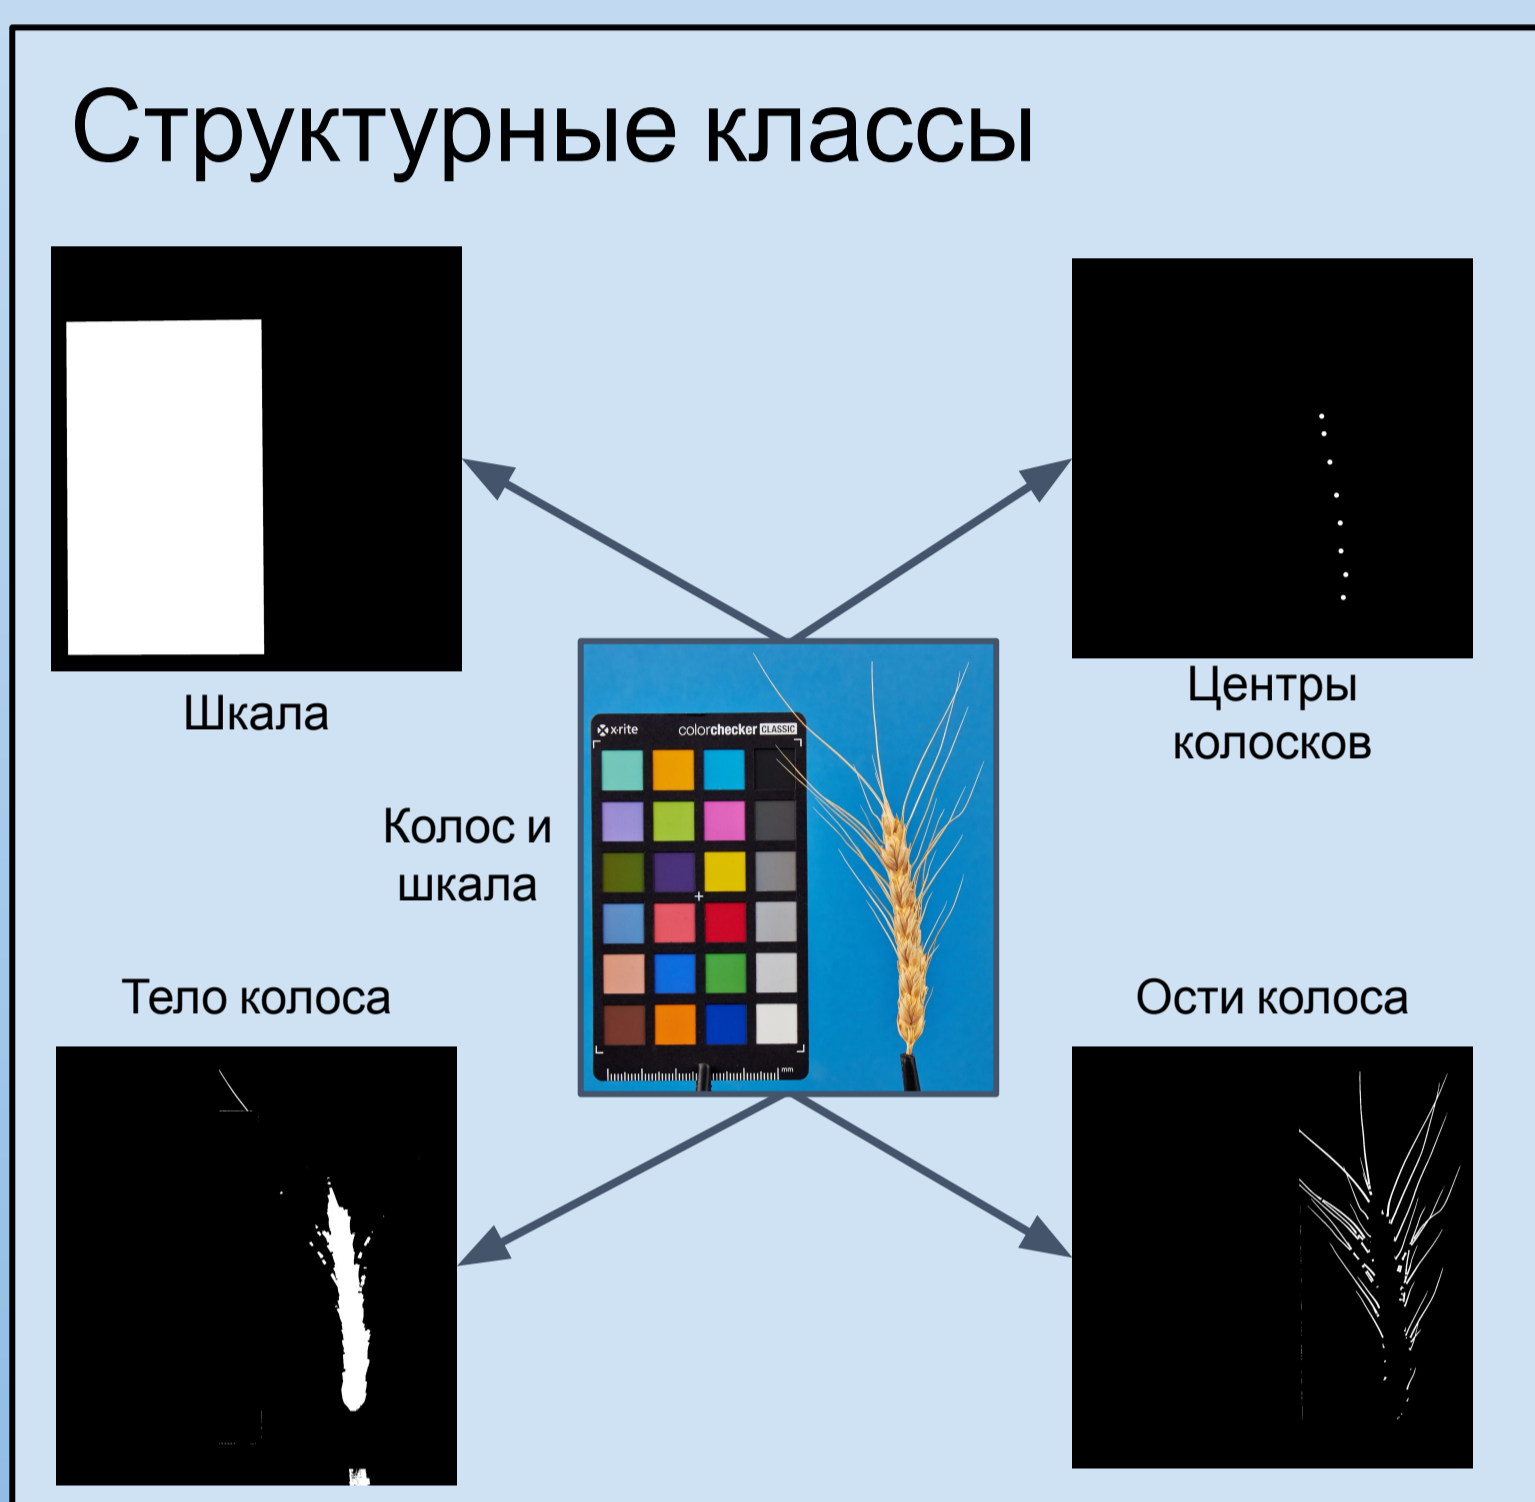 Структурные классы
Шкала
Центры
колосков
x·rite
colorchecker CLASSIC
Колос и
шкала
Тело колоса
Ости колоса
mm